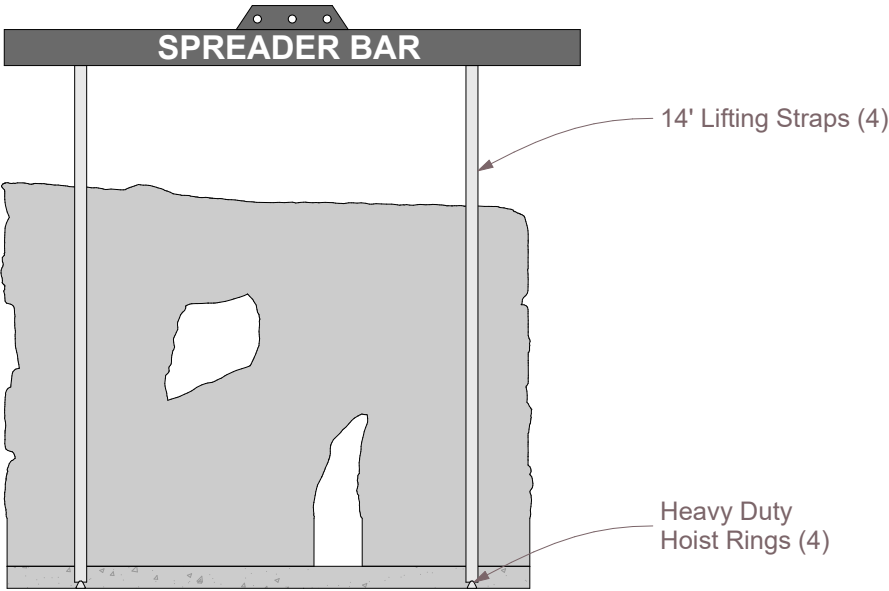 SPREADER BAR
14' Lifting Straps (4)
Heavy Duty
Hoist Rings (4)